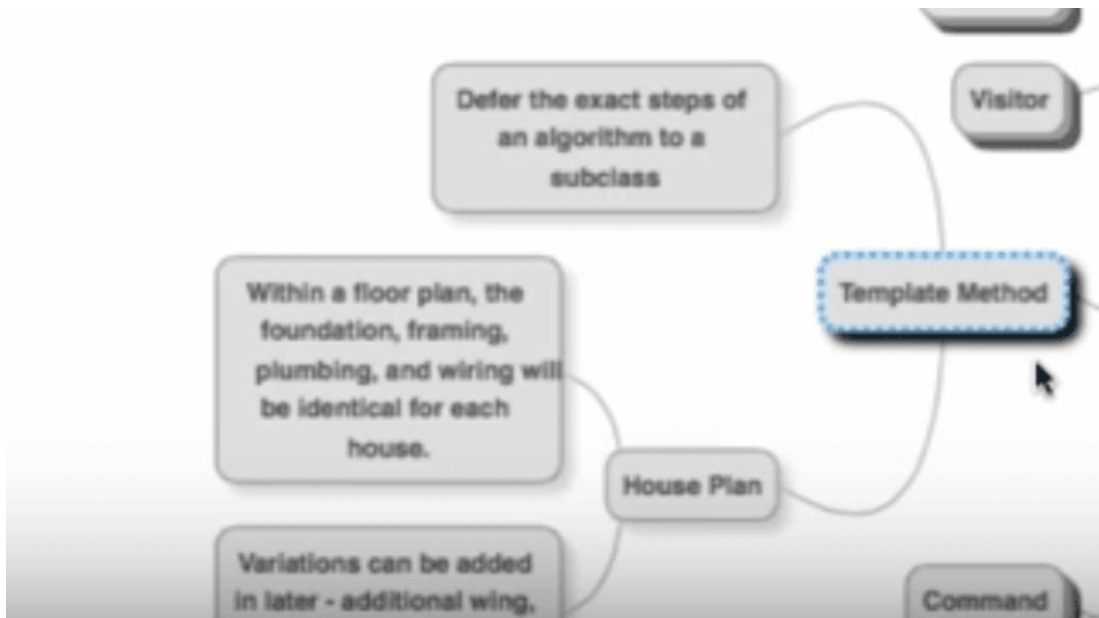 Defer the exact steps of
an algorithm to a
subclass
Visitor
Within a floor plan, the
foundation, framing,
plumbing, and wiring will
be identical for each
house.
Template Method
House Plan
Variations can be added
in later - additional wing,
Command